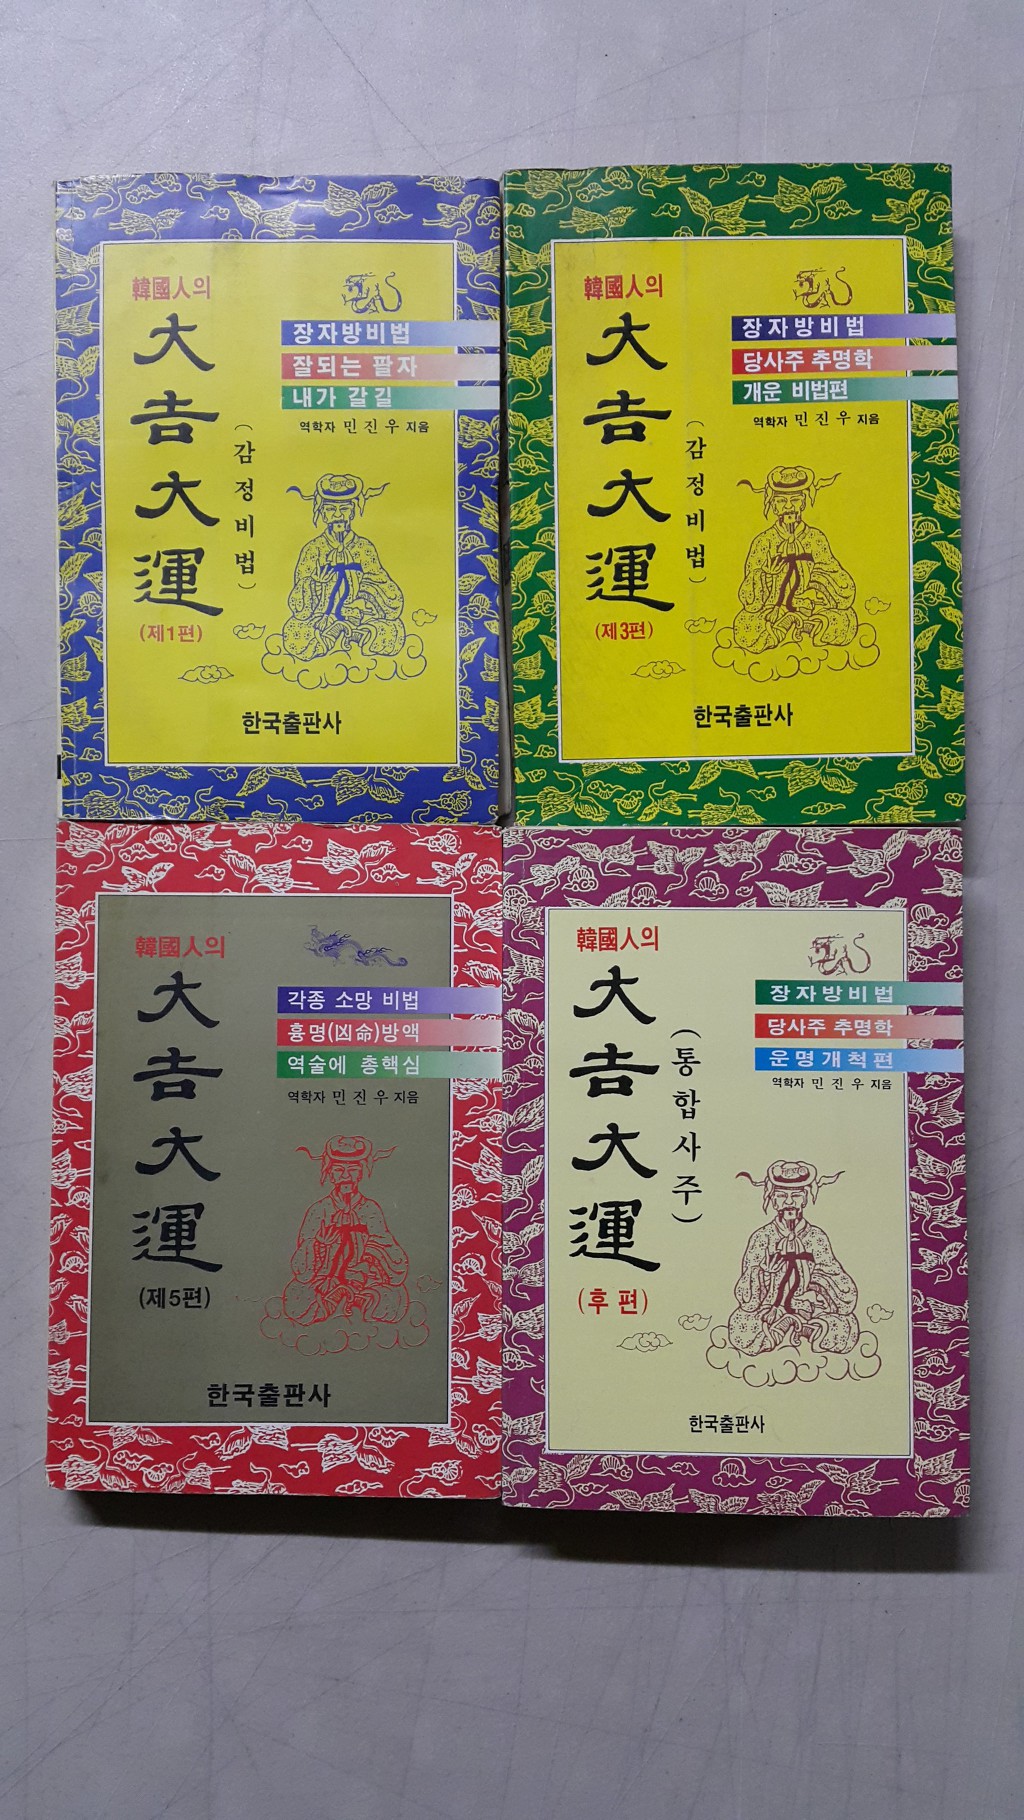 韓國人의
大吉大運
(감정비법)
(제1편)
장자방비법
잘되는 팔자
내가 갈 길
역학자 민진우 지음
한국출판사
韓國人의
大吉大運
(감정비법)
(제3편)
장자방비법
당사주 추명학
개운 비법편
역학자 민진우 지음
한국출판사
韓國人의
大吉大運
(제5편)
각종 소망 비법
흉명(凶命)방액
역술에 총핵심
역학자 민진우 지음
한국출판사
韓國人의
大吉大運
(통합사주)
(후편)
장자방비법
당사주 추명학
운명개척편
역학자 민진우 지음
한국출판사